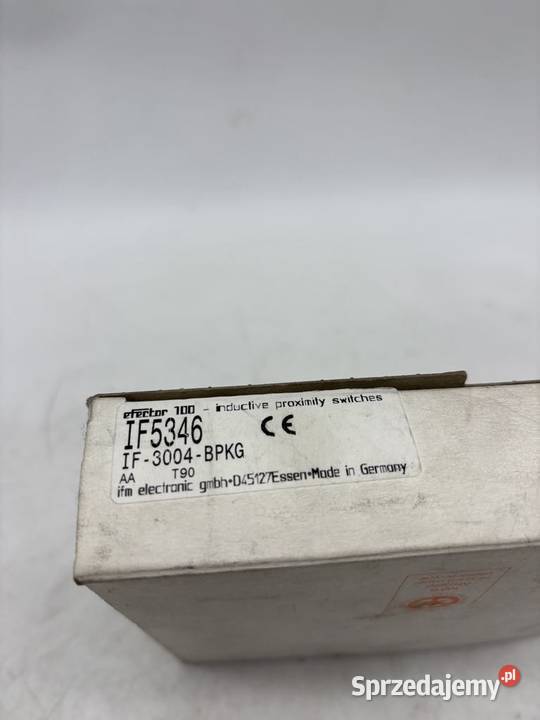 efector 100 - inductive proximity switches
IF5346 CE
IF-3004-BPKG
AA T90
ifm electronic gmbh•D45127Essen•Made in Germany
Sprzedajemy.pl